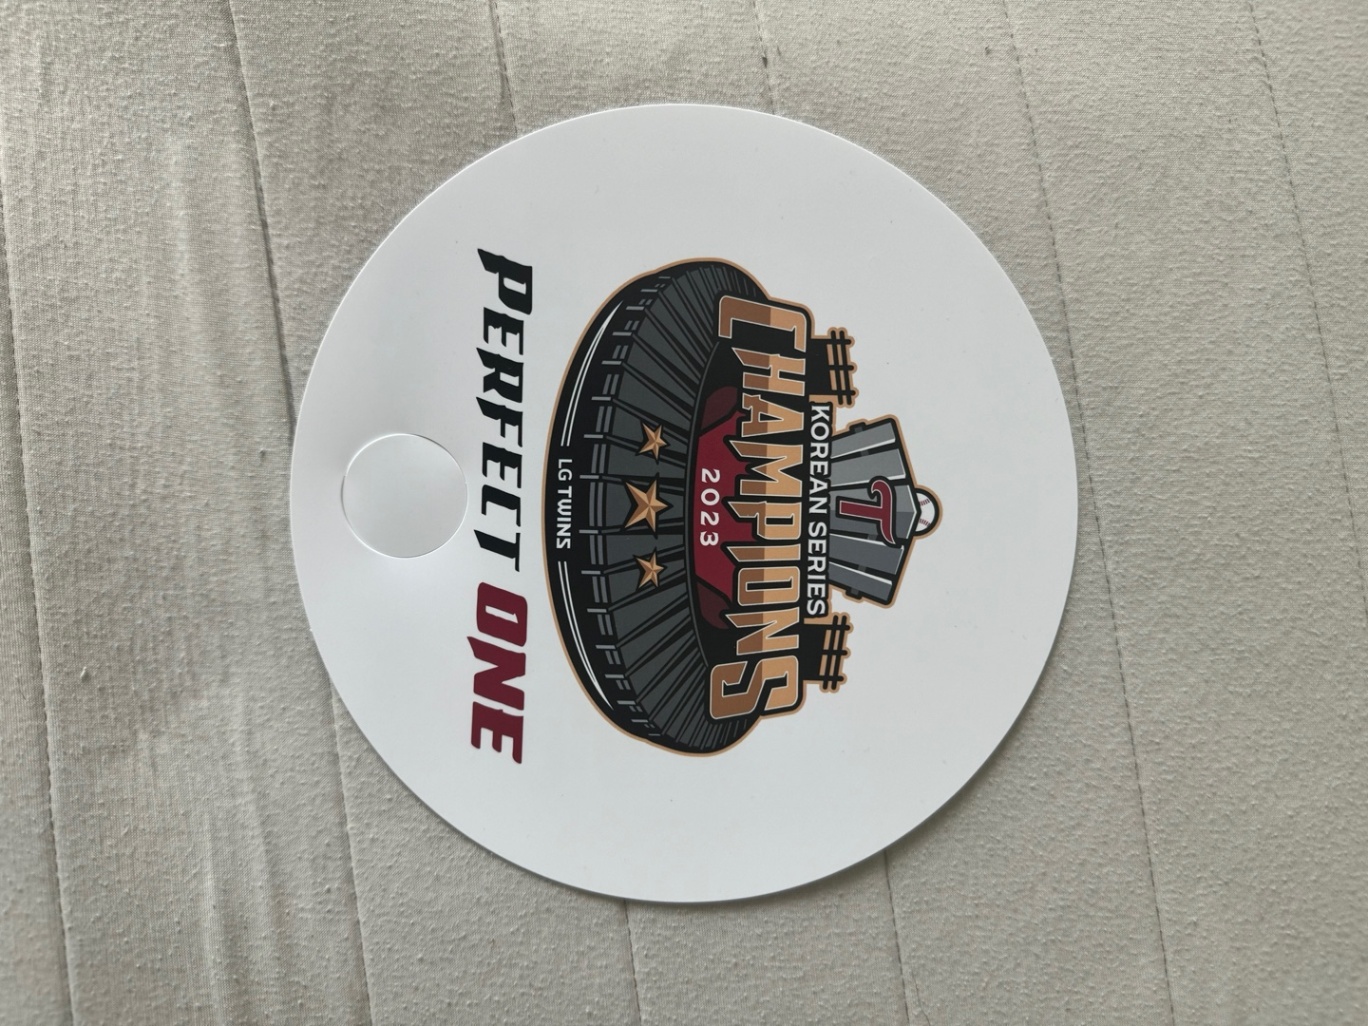 T
KOREAN SERIES
CHAMPIONS
2023
LG TWINS
PERFECT ONE